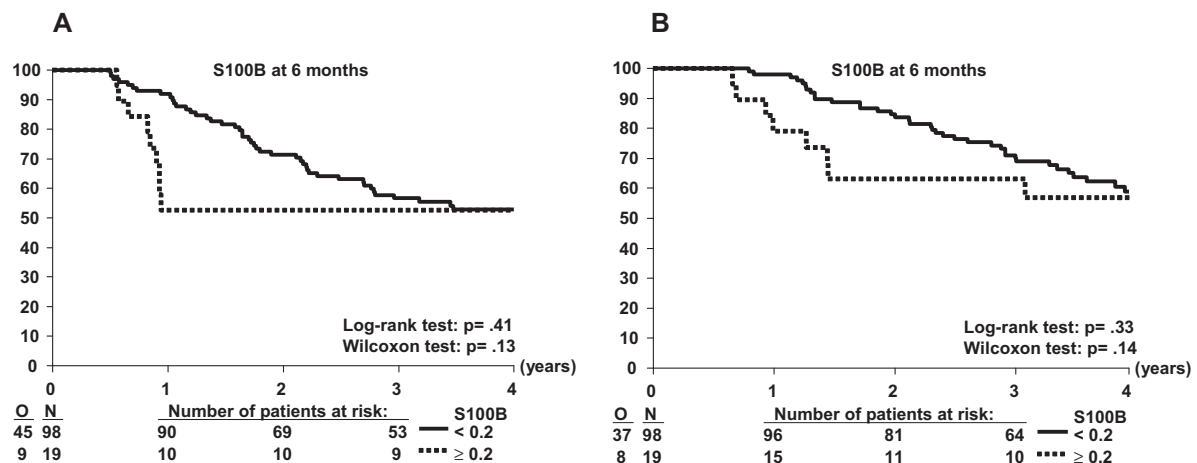 A
S100B at 6 months
100
90
80
70
60
50
40
30
20
10
0
Log-rank test: p= .41
Wilcoxon test: p= .13
(years)
0 1 2 3 4
O N Number of patients at risk: S100B
45 98 90 69 53 < 0.2
9 19 10 10 9 ≥ 0.2
B
S100B at 6 months
100
90
80
70
60
50
40
30
20
10
0
Log-rank test: p= .33
Wilcoxon test: p= .14
(years)
0 1 2 3 4
O N Number of patients at risk: S100B
37 98 96 81 64 < 0.2
8 19 15 11 10 ≥ 0.2